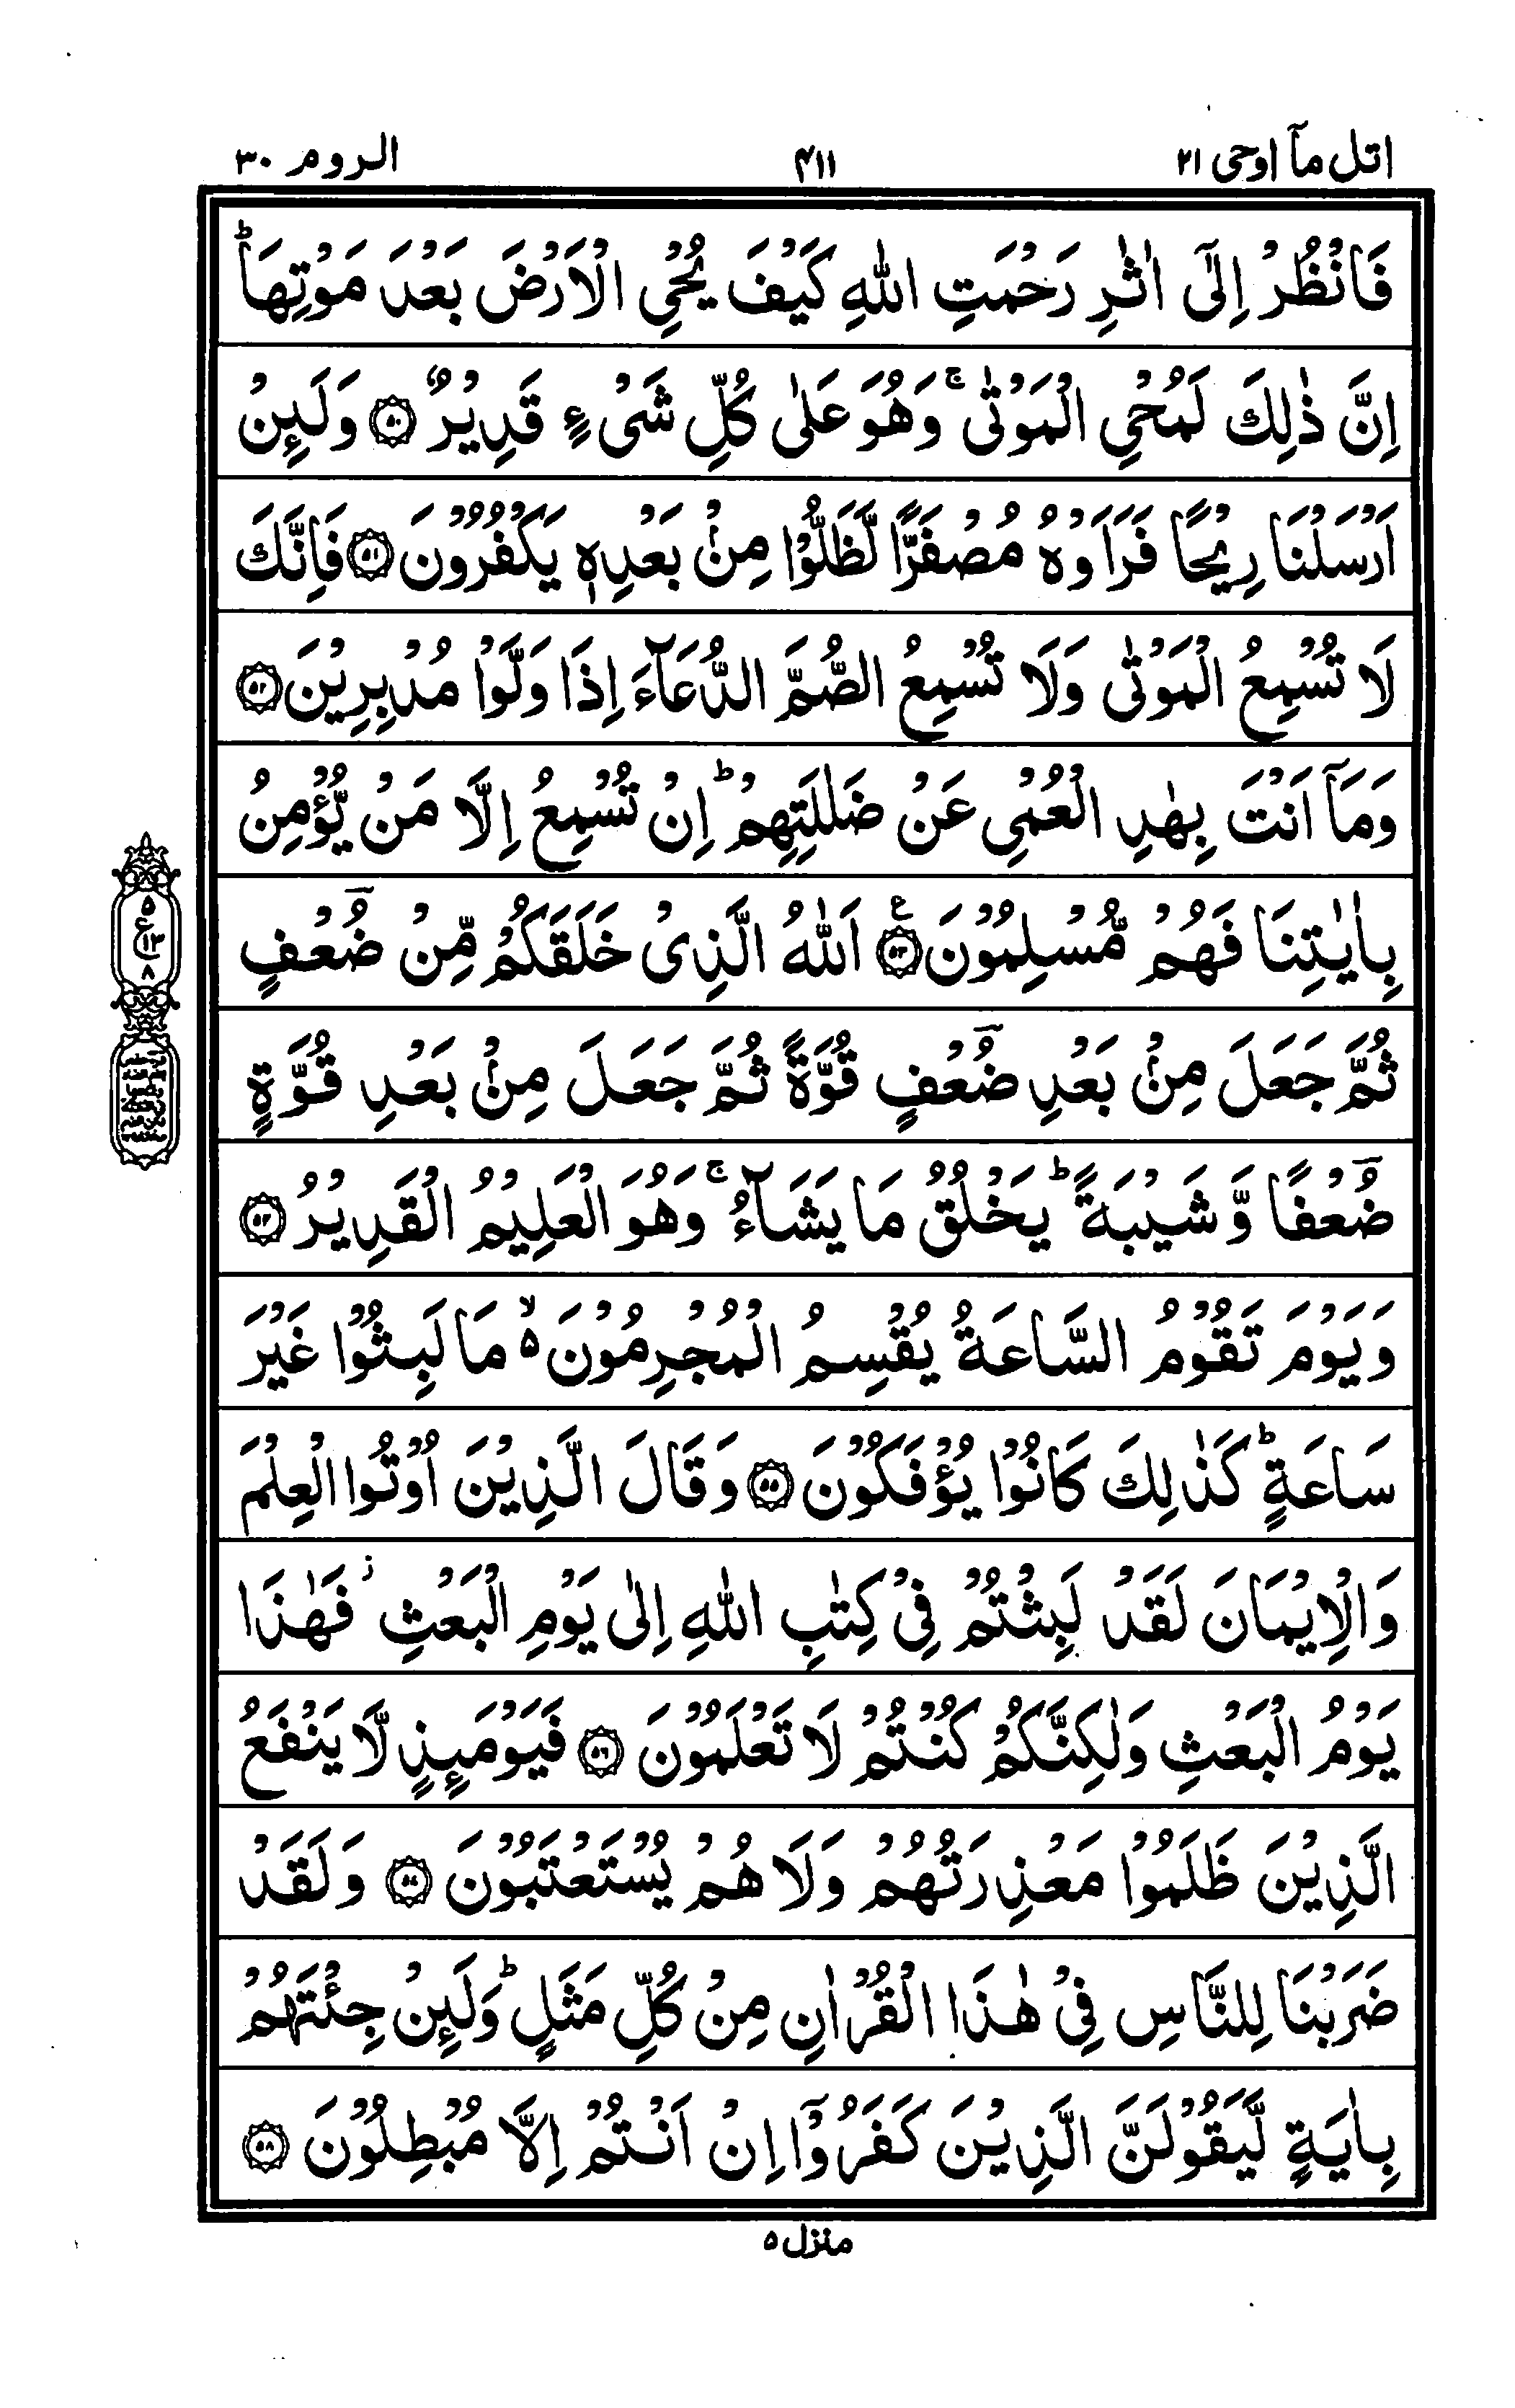 اتل مآ اوحی ۲۱
۴۱۱
الروم ۳۰
فَانْظُرْ اِلٰۤى اٰثٰرِ رَحْمَتِ اللّٰهِ كَیْفَ یُحْیِ الْاَرْضَ بَعْدَ مَوْتِهَا ؕ
اِنَّ ذٰلِكَ لَمُحْیِ الْمَوْتٰى ۚ وَهُوَ عَلٰى كُلِّ شَیْءٍ قَدِیْرٌ ﴿۵۰﴾ وَلَىِٕنْ
اَرْسَلْنَا رِیْحًا فَرَاَوْهُ مُصْفَرًّا لَّظَلُّوْا مِنْۢ بَعْدِهٖ یَكْفُرُوْنَ ﴿۵۱﴾ فَاِنَّكَ
لَا تُسْمِعُ الْمَوْتٰى وَلَا تُسْمِعُ الصُّمَّ الدُّعَآءَ اِذَا وَلَّوْا مُدْبِرِیْنَ ﴿۵۲﴾
وَمَاۤ اَنْتَ بِهٰدِ الْعُمْیِ عَنْ ضَلٰلَتِهِمْ ؕ اِنْ تُسْمِعُ اِلَّا مَنْ یُّؤْمِنُ
بِاٰیٰتِنَا فَهُمْ مُّسْلِمُوْنَ ﴿۵۳﴾ ع اَللّٰهُ الَّذِیْ خَلَقَكُمْ مِّنْ ضُؔعْفٍ
ثُمَّ جَعَلَ مِنْۢ بَعْدِ ضُؔعْفٍ قُوَّةً ثُمَّ جَعَلَ مِنْۢ بَعْدِ قُوَّةٍ
ضُؔعْفًا وَّشَیْبَةً ؕ یَخْلُقُ مَا یَشَآءُ ۚ وَهُوَ الْعَلِیْمُ الْقَدِیْرُ ﴿۵۴﴾
وَیَوْمَ تَقُوْمُ السَّاعَةُ یُقْسِمُ الْمُجْرِمُوْنَ ۵ۙ مَا لَبِثُوْا غَیْرَ
سَاعَةٍ ؕ كَذٰلِكَ كَانُوْا یُؤْفَكُوْنَ ﴿۵۵﴾ وَقَالَ الَّذِیْنَ اُوْتُوا الْعِلْمَ
وَالْاِیْمَانَ لَقَدْ لَبِثْتُمْ فِیْ كِتٰبِ اللّٰهِ اِلٰى یَوْمِ الْبَعْثِ ؗ فَهٰذَا
یَوْمُ الْبَعْثِ وَلٰكِنَّكُمْ كُنْتُمْ لَا تَعْلَمُوْنَ ﴿۵۶﴾ فَیَوْمَىِٕذٍ لَّا یَنْفَعُ
الَّذِیْنَ ظَلَمُوْا مَعْذِرَتُهُمْ وَلَا هُمْ یُسْتَعْتَبُوْنَ ﴿۵۷﴾ وَلَقَدْ
ضَرَبْنَا لِلنَّاسِ فِیْ هٰذَا الْقُرْاٰنِ مِنْ كُلِّ مَثَلٍ ؕ وَلَىِٕنْ جِئْتَهُمْ
بِاٰیَةٍ لَّیَقُوْلَنَّ الَّذِیْنَ كَفَرُوْۤا اِنْ اَنْتُمْ اِلَّا مُبْطِلُوْنَ ﴿۵۸﴾
۵
ع ۱۳
۸
منزل ۵